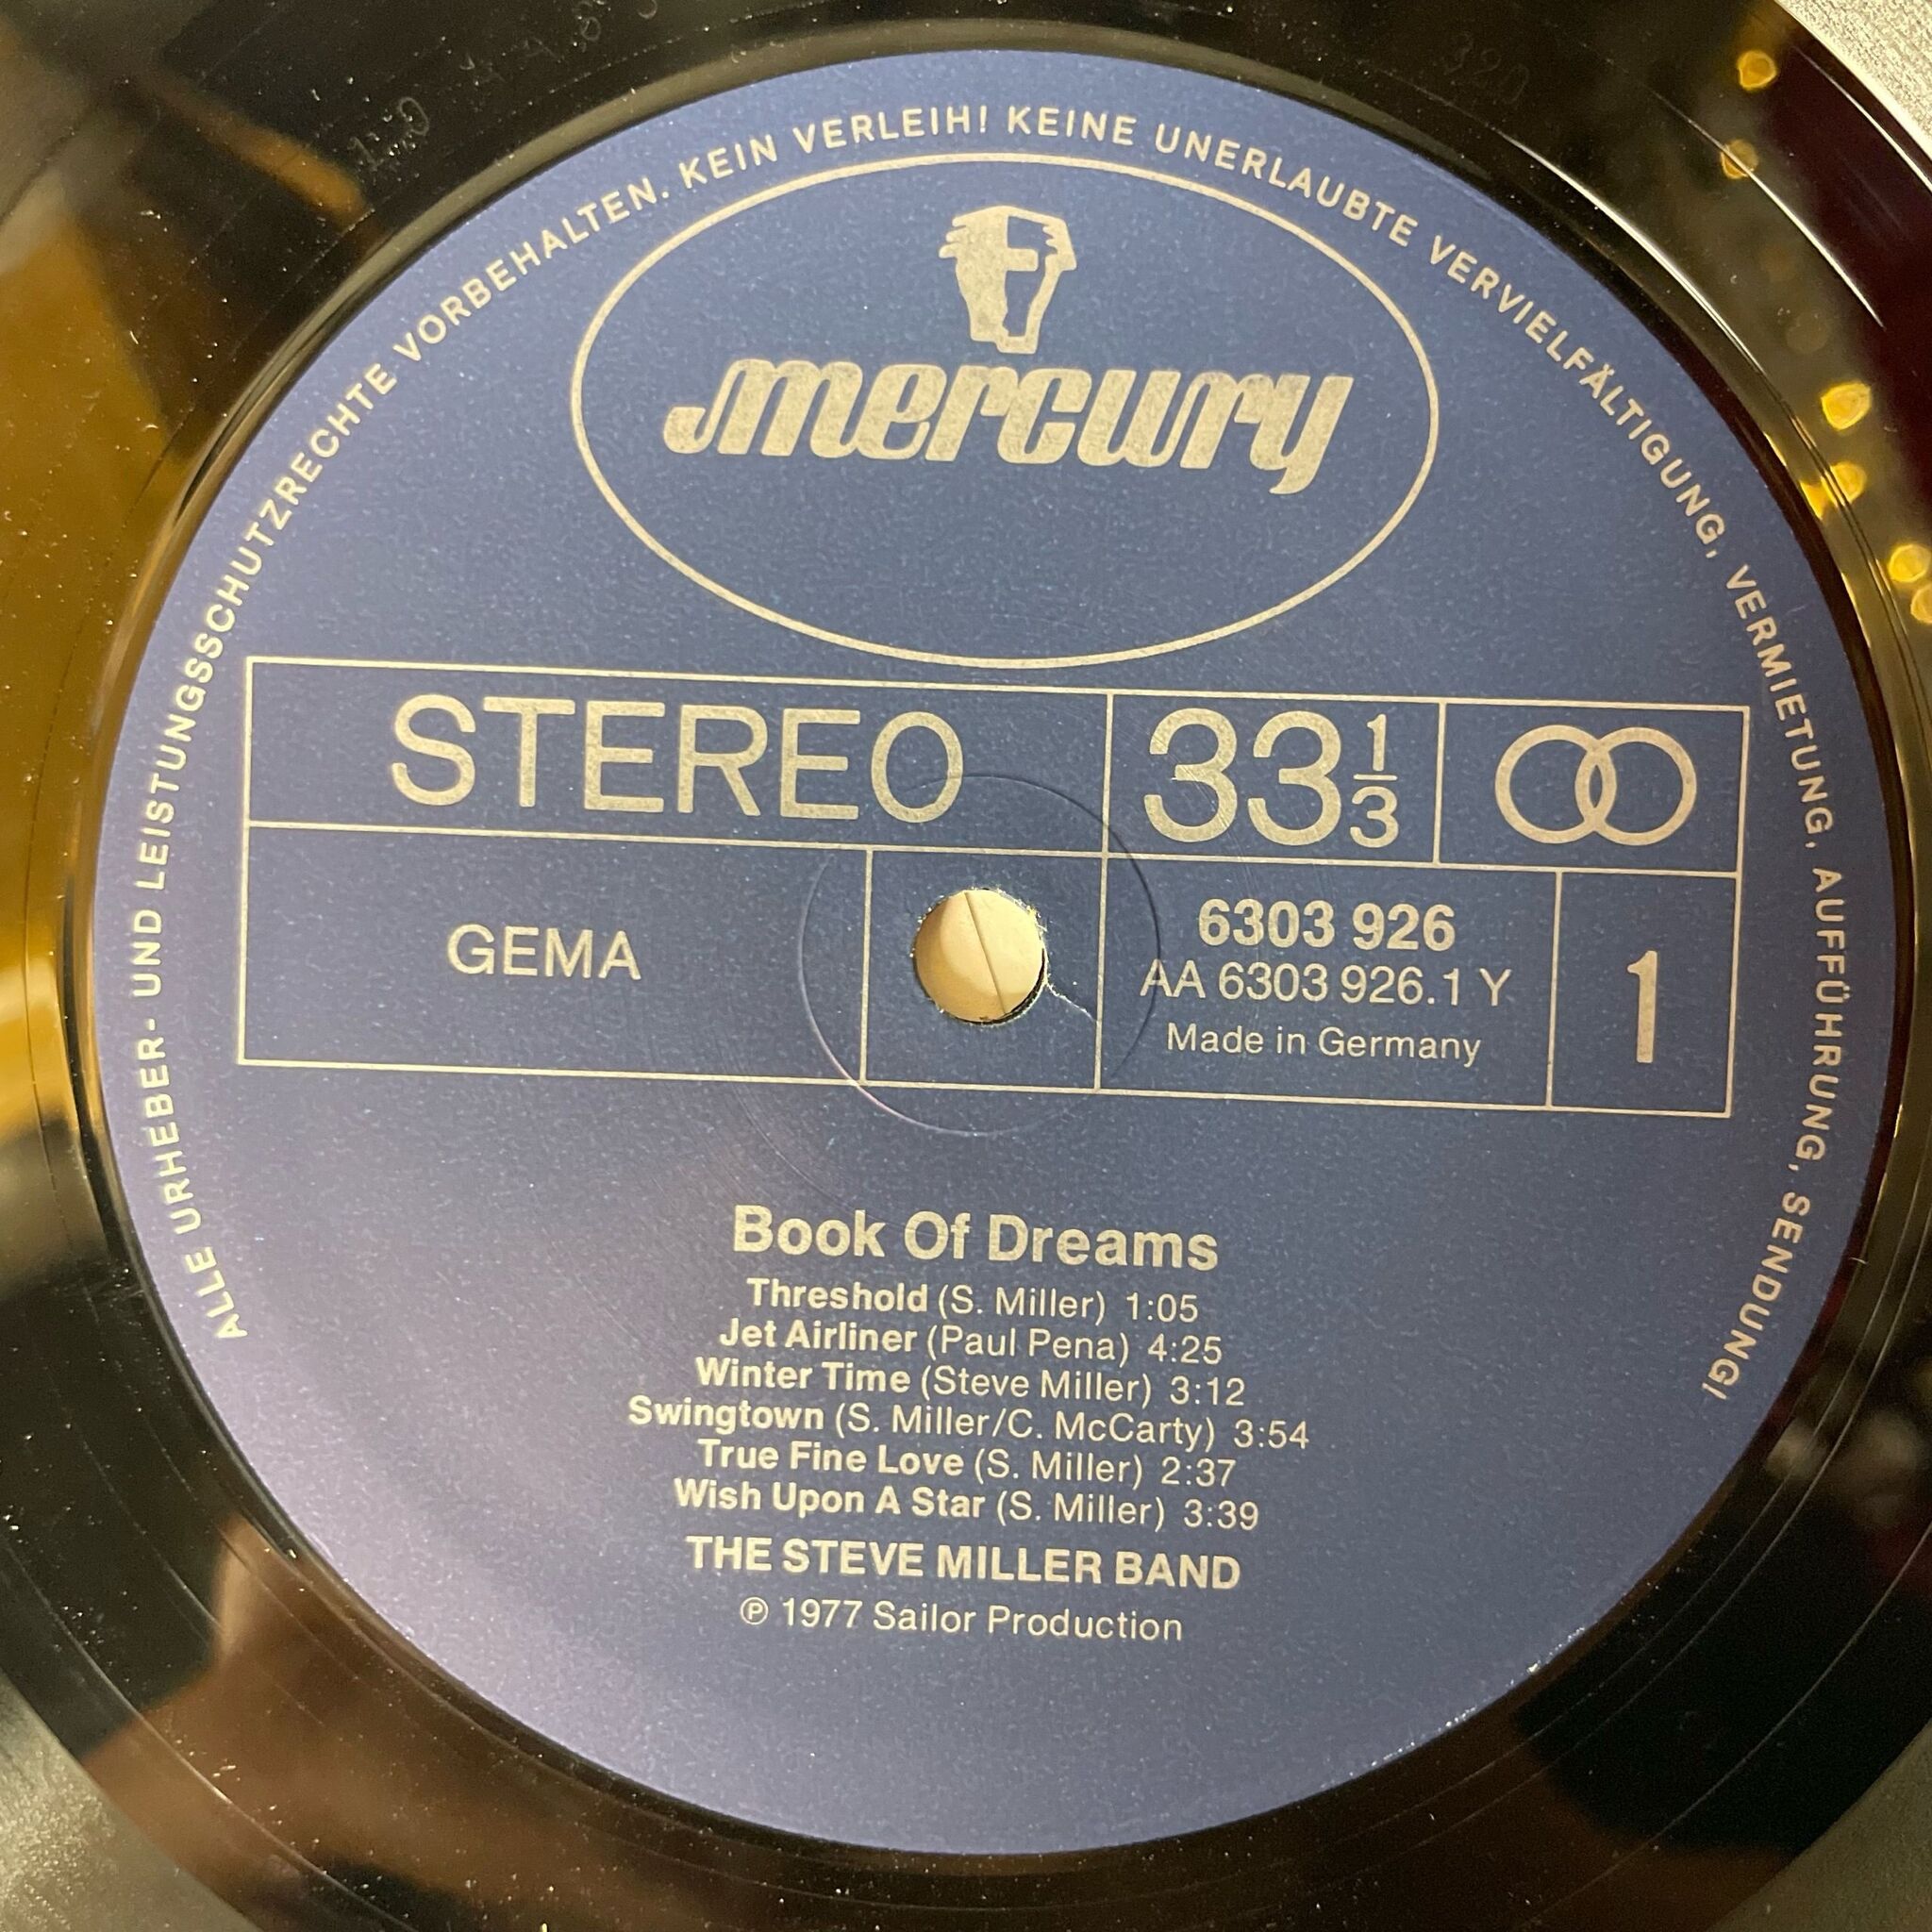 ALLE URHEBER- UND LEISTUNGSSCHUTZRECHTE VORBEHALTEN. KEIN VERLEIH! KEINE UNERLAUBTE VERVIELFÄLTIGUNG, VERMIETUNG, AUFFÜHRUNG, SENDUNG!
mercury
STEREO 33 1/3
GEMA
6303 926
AA 6303 926.1 Y
Made in Germany
1
Book Of Dreams
Threshold (S. Miller) 1:05
Jet Airliner (Paul Pena) 4:25
Winter Time (Steve Miller) 3:12
Swingtown (S. Miller/C. McCarty) 3:54
True Fine Love (S. Miller) 2:37
Wish Upon A Star (S. Miller) 3:39
THE STEVE MILLER BAND
℗ 1977 Sailor Production